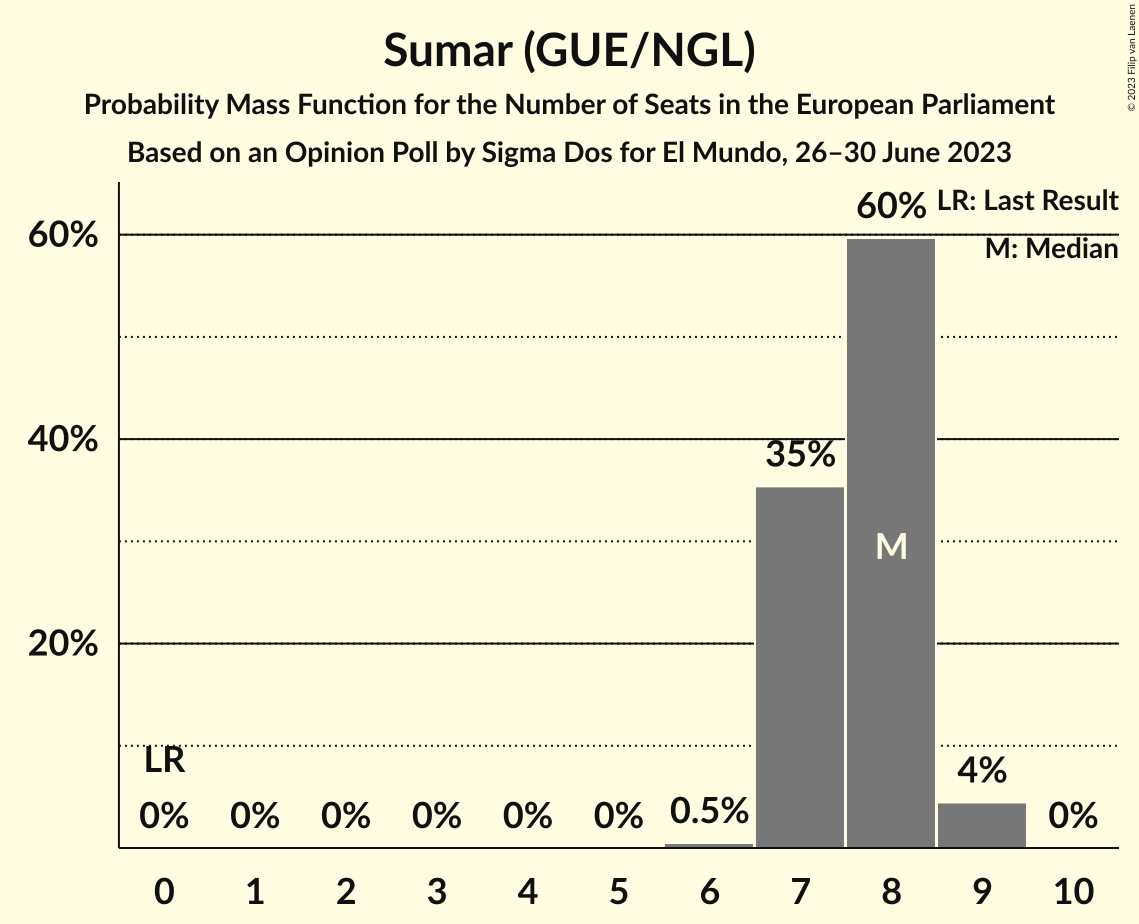 Sumar (GUE/NGL)
Probability Mass Function for the Number of Seats in the European Parliament
Based on an Opinion Poll by Sigma Dos for El Mundo, 26–30 June 2023
© 2023 Filip van Laenen
LR: Last Result
M: Median
60%
40%
20%
LR
0%
0%
0%
0%
0%
0%
0.5%
35%
60%
M
4%
0%
0 1 2 3 4 5 6 7 8 9 10